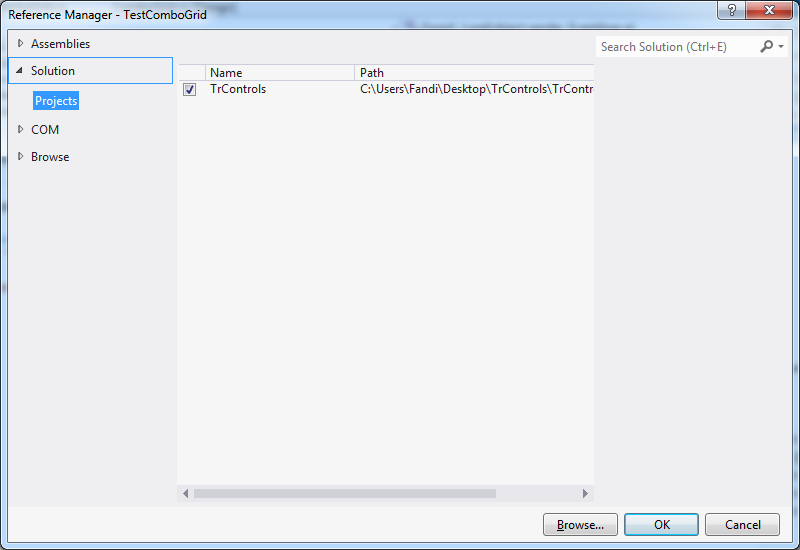 Reference Manager - TestComboGrid
Assemblies
Solution
Projects
COM
Browse
Search Solution (Ctrl+E)
Name Path
TrControls C:\Users\Fandi\Desktop\TrControls\TrContr
Browse... OK Cancel